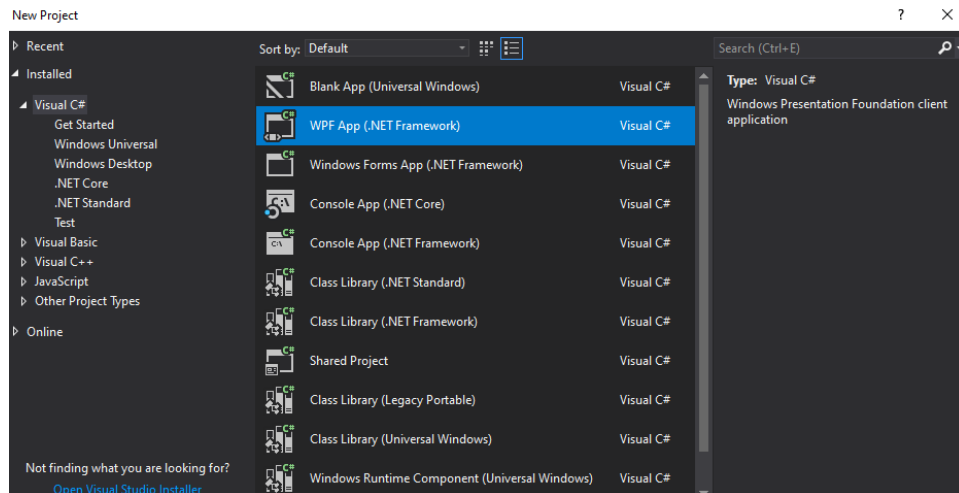 New Project
?
Recent
Installed
Visual C#
Get Started
Windows Universal
Windows Desktop
.NET Core
.NET Standard
Test
Visual Basic
Visual C++
JavaScript
Other Project Types
Online
Not finding what you are looking for?
Open Visual Studio Installer
Sort by: Default
C# Blank App (Universal Windows) Visual C#
C# WPF App (.NET Framework) Visual C#
C# Windows Forms App (.NET Framework) Visual C#
C# Console App (.NET Core) Visual C#
C# Console App (.NET Framework) Visual C#
C# Class Library (.NET Standard) Visual C#
C# Class Library (.NET Framework) Visual C#
C# Shared Project Visual C#
C# Class Library (Legacy Portable) Visual C#
C# Class Library (Universal Windows) Visual C#
C# Windows Runtime Component (Universal Windows) Visual C#
Search (Ctrl+E)
Type: Visual C#
Windows Presentation Foundation client
application